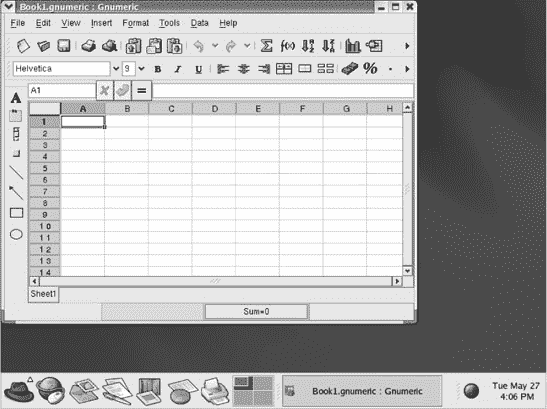 Book1.gnumeric : Gnumeric
File Edit View Insert Format Tools Data Help
Helvetica 9 B I U %
A1 =
A B C D E F G H
1
2
3
4
5
6
7
8
9
10
11
12
13
14
Sheet1
Sum=0
Book1.gnumeric : Gnumeric
Tue May 27
4:06 PM